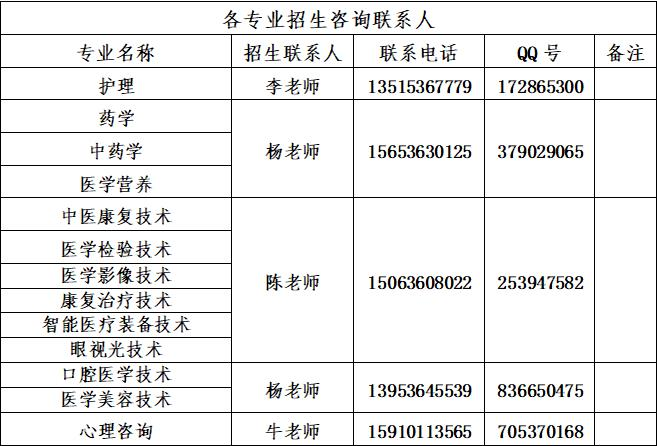 各专业招生咨询联系人
专业名称 招生联系人 联系电话 QQ 号 备注
护理 李老师 13515367779 172865300
药学
中药学 杨老师 15653630125 379029065
医学营养
中医康复技术
医学检验技术
医学影像技术 陈老师 15063608022 253947582
康复治疗技术
智能医疗装备技术
眼视光技术
口腔医学技术 杨老师 13953645539 836650475
医学美容技术
心理咨询 牛老师 15910113565 705370168